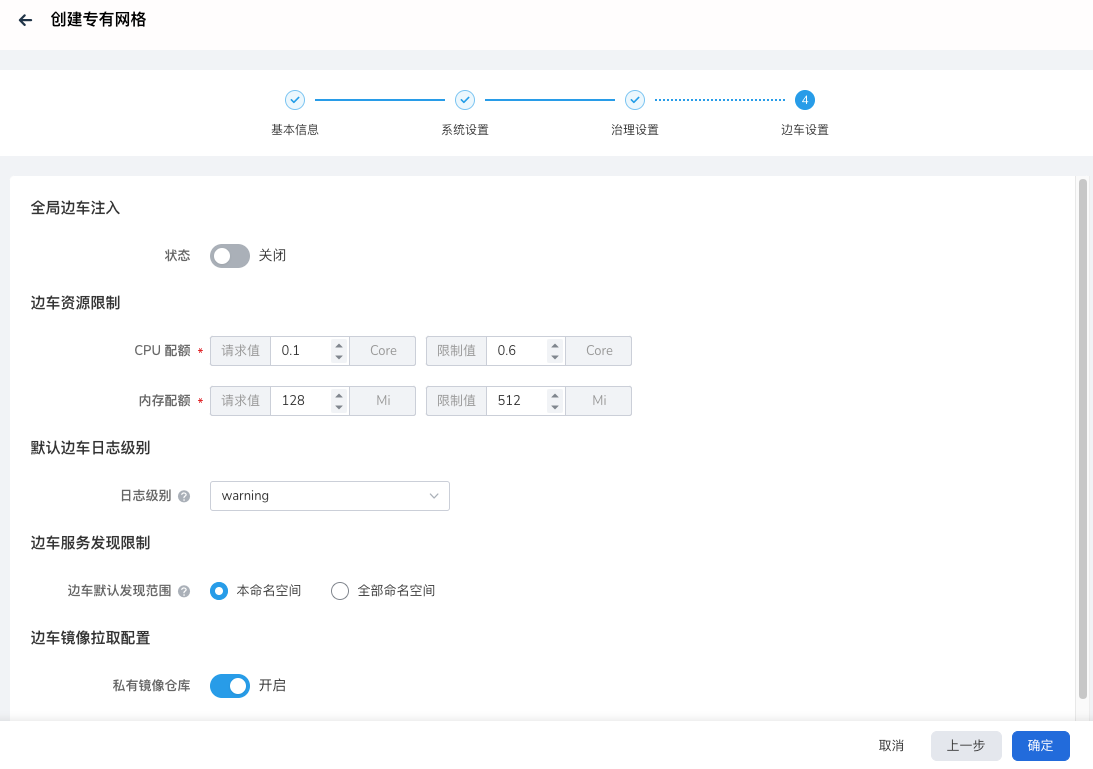 创建专有网格
4
基本信息 系统设置 治理设置 边车设置
全局边车注入
状态 关闭
边车资源限制
CPU 配额 * 请求值 0.1 Core 限制值 0.6 Core
内存配额 * 请求值 128 Mi 限制值 512 Mi
默认边车日志级别
日志级别 ? warning
边车服务发现限制
边车默认发现范围 ? 本命名空间 全部命名空间
边车镜像拉取配置
私有镜像仓库 开启
取消 上一步 确定